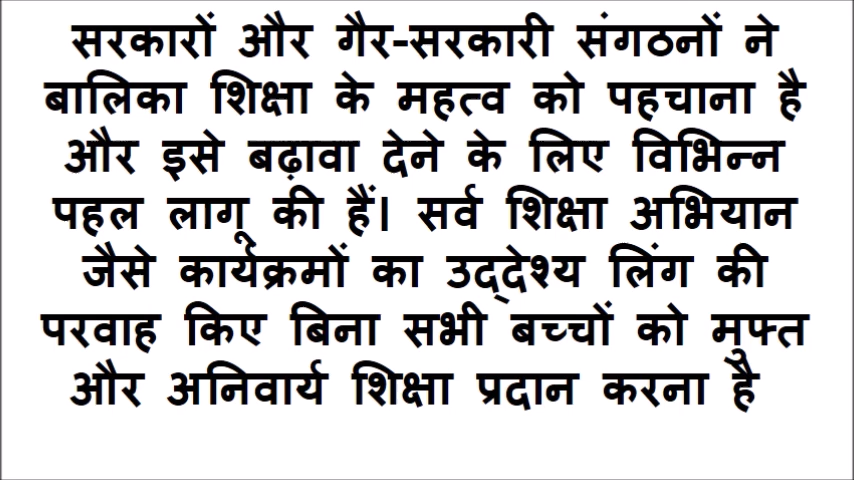 सरकारों और गैर-सरकारी संगठनों ने
बालिका शिक्षा के महत्व को पहचाना है
और इसे बढ़ावा देने के लिए विभिन्न
पहल लागू की हैं। सर्व शिक्षा अभियान
जैसे कार्यक्रमों का उद्देश्य लिंग की
परवाह किए बिना सभी बच्चों को मुफ्त
और अनिवार्य शिक्षा प्रदान करना है